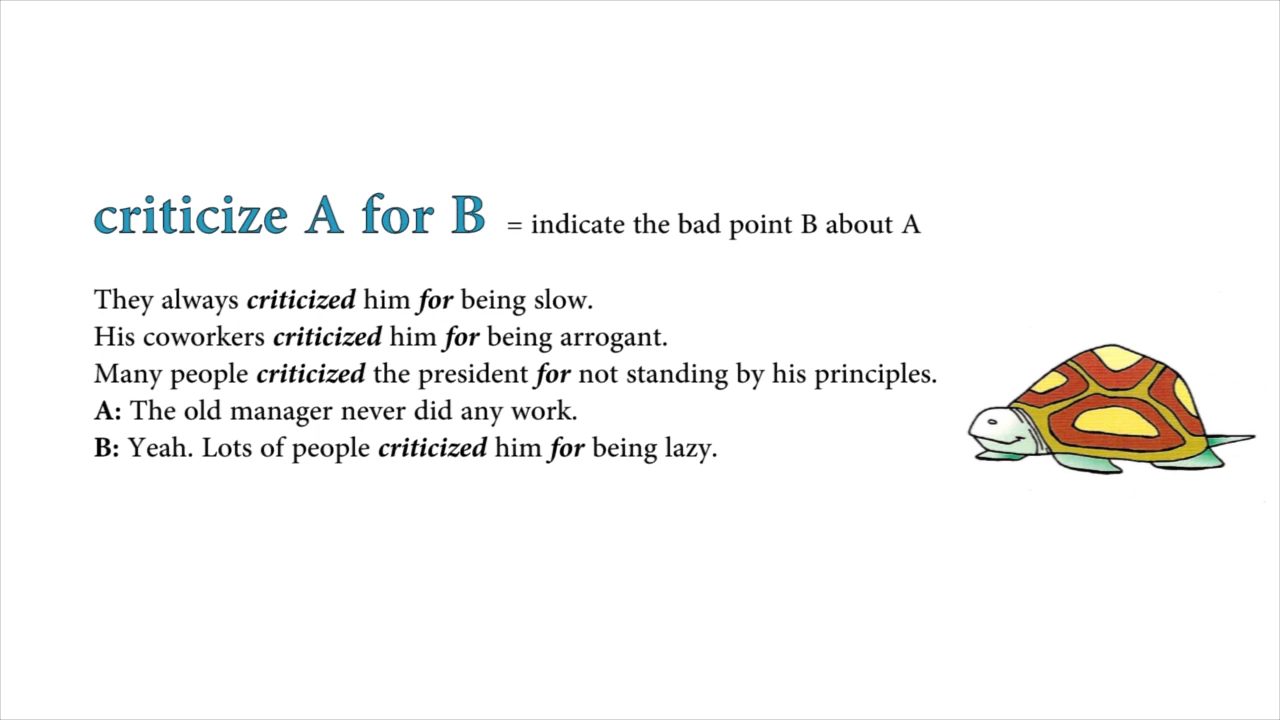 criticize A for B = indicate the bad point B about A
They always criticized him for being slow.
His coworkers criticized him for being arrogant.
Many people criticized the president for not standing by his principles.
A: The old manager never did any work.
B: Yeah. Lots of people criticized him for being lazy.